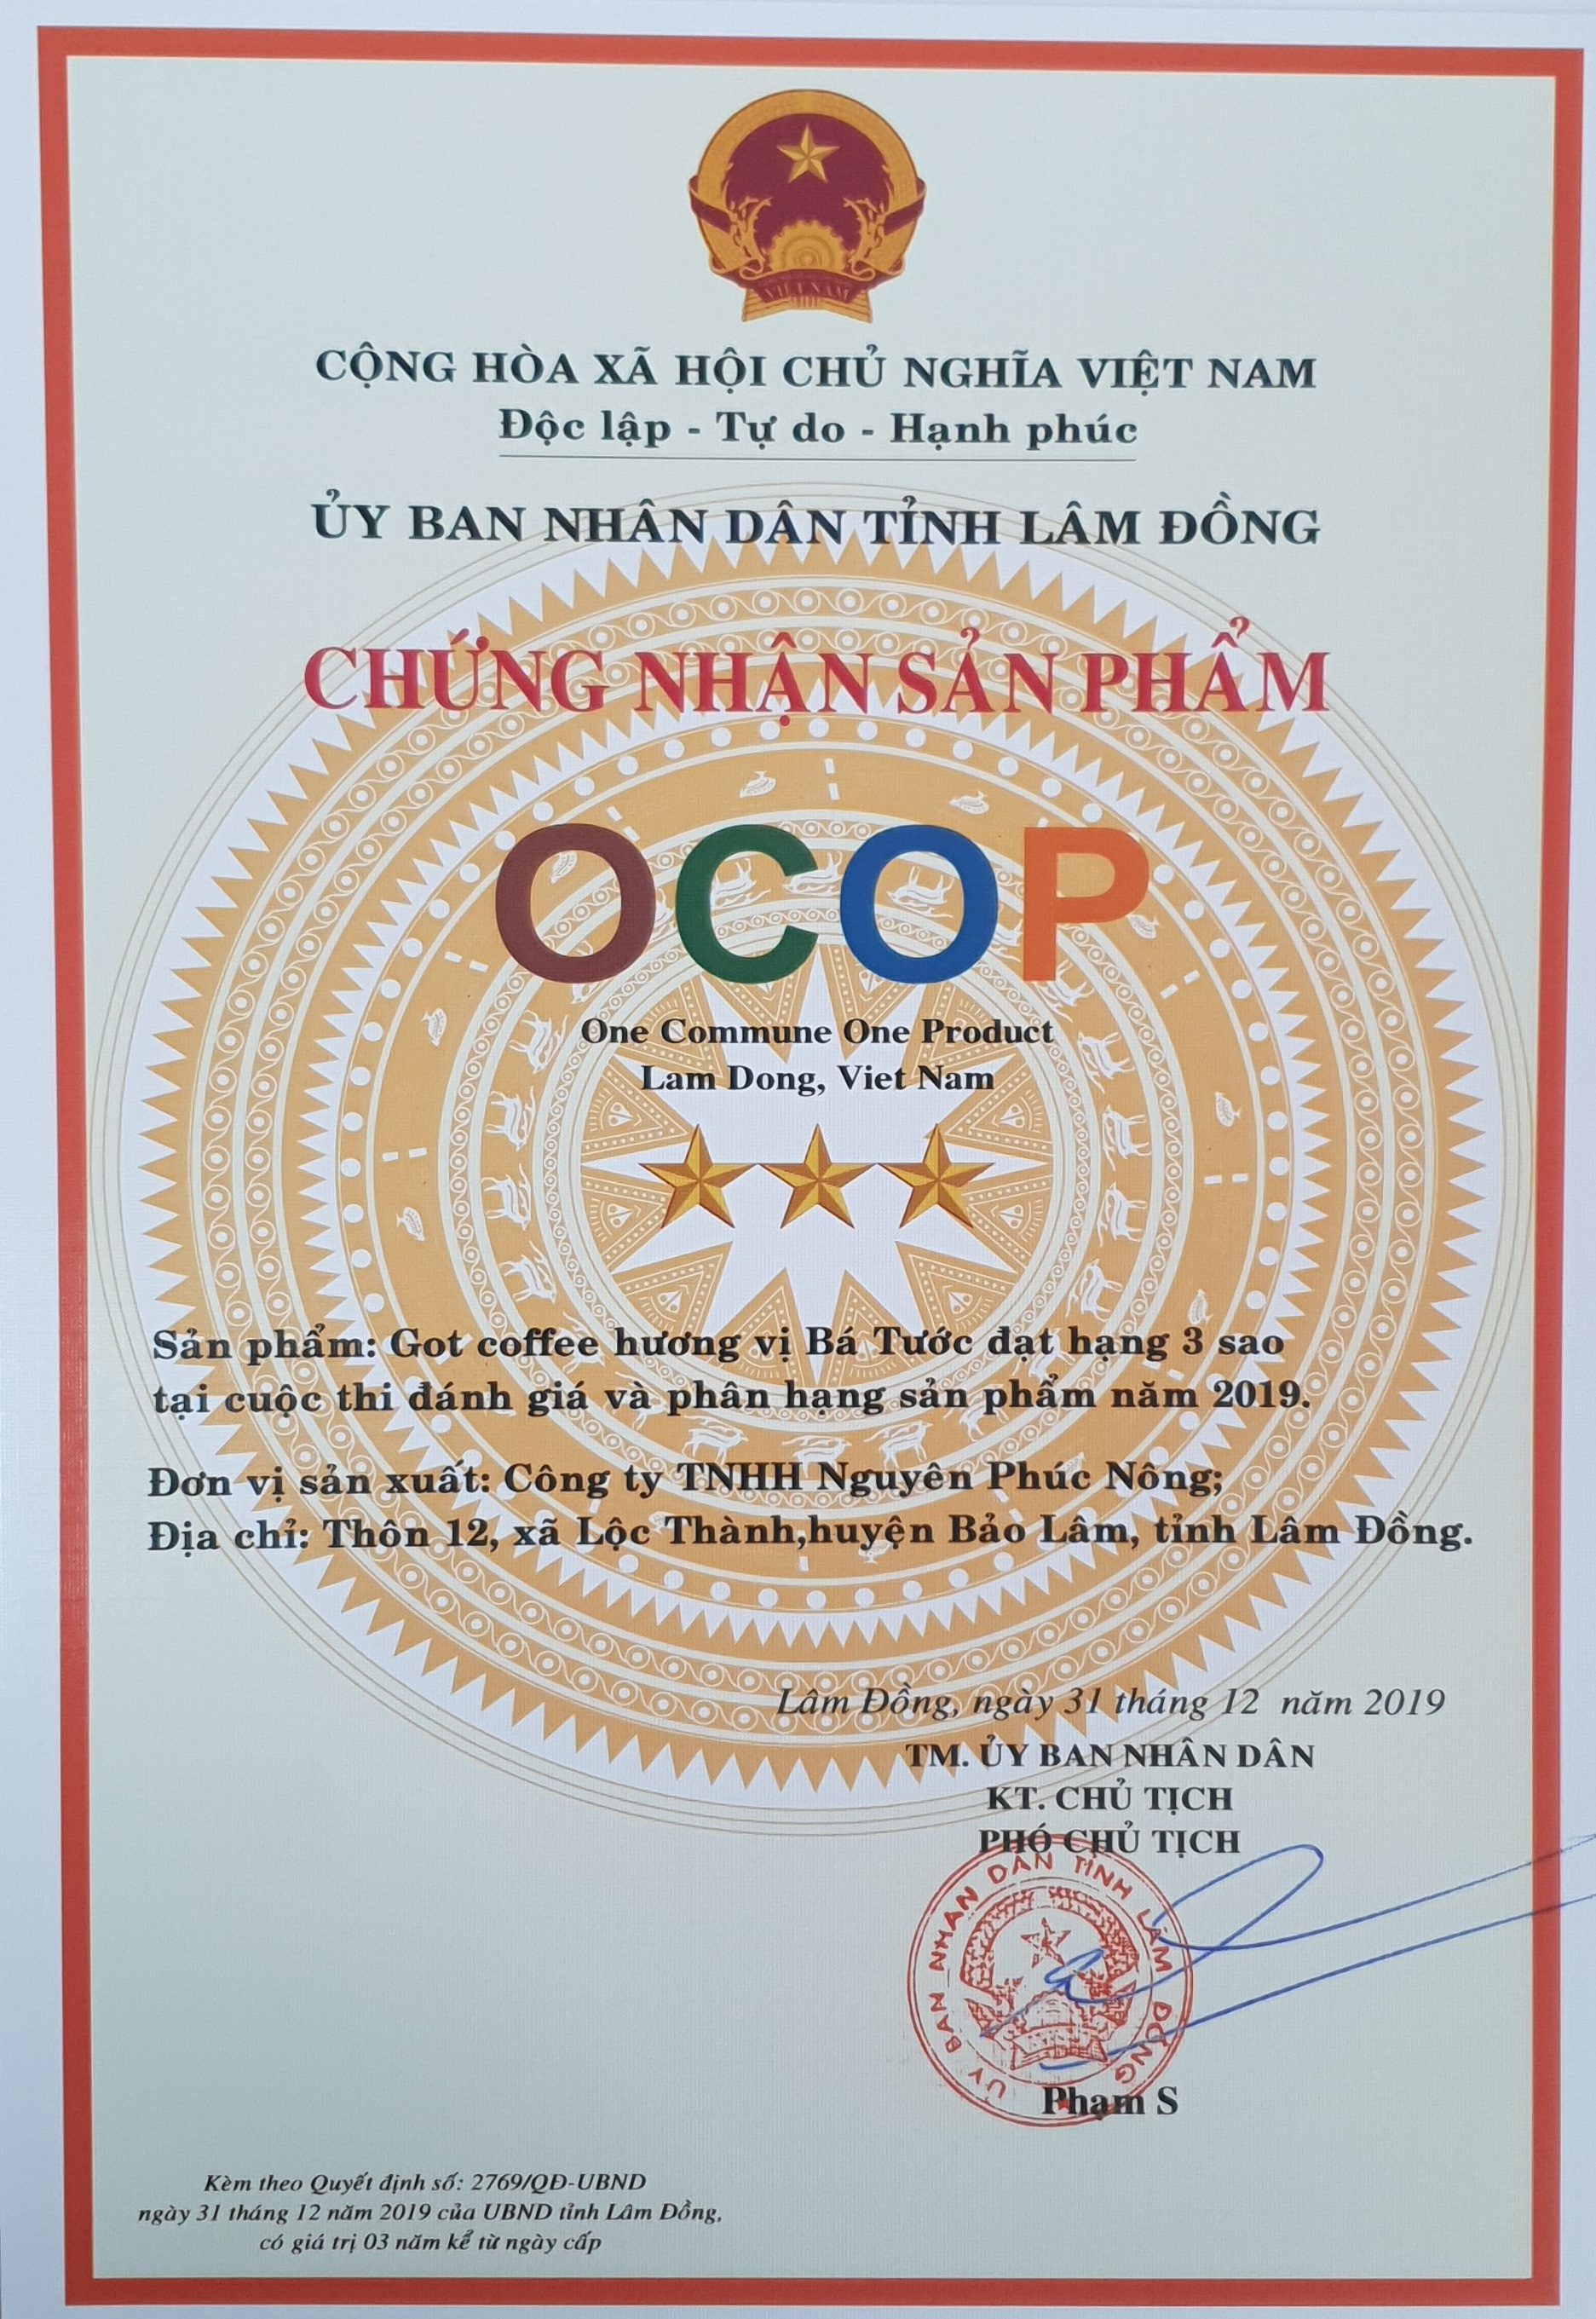 VIỆT NAM
CỘNG HÒA XÃ HỘI CHỦ NGHĨA VIỆT NAM
Độc lập - Tự do - Hạnh phúc
ỦY BAN NHÂN DÂN TỈNH LÂM ĐỒNG
CHỨNG NHẬN SẢN PHẨM
OCOP
One Commune One Product
Lam Dong, Viet Nam
Sản phẩm: Got coffee hương vị Bá Tước đạt hạng 3 sao
tại cuộc thi đánh giá và phân hạng sản phẩm năm 2019.
Đơn vị sản xuất: Công ty TNHH Nguyên Phúc Nông;
Địa chỉ: Thôn 12, xã Lộc Thành,huyện Bảo Lâm, tỉnh Lâm Đồng.
Lâm Đồng, ngày 31 tháng 12 năm 2019
TM. ỦY BAN NHÂN DÂN
KT. CHỦ TỊCH
PHÓ CHỦ TỊCH
ỦY BAN NHÂN DÂN TỈNH LÂM ĐỒNG
Phạm S
Kèm theo Quyết định số: 2769/QĐ-UBND
ngày 31 tháng 12 năm 2019 của UBND tỉnh Lâm Đồng,
có giá trị 03 năm kể từ ngày cấp